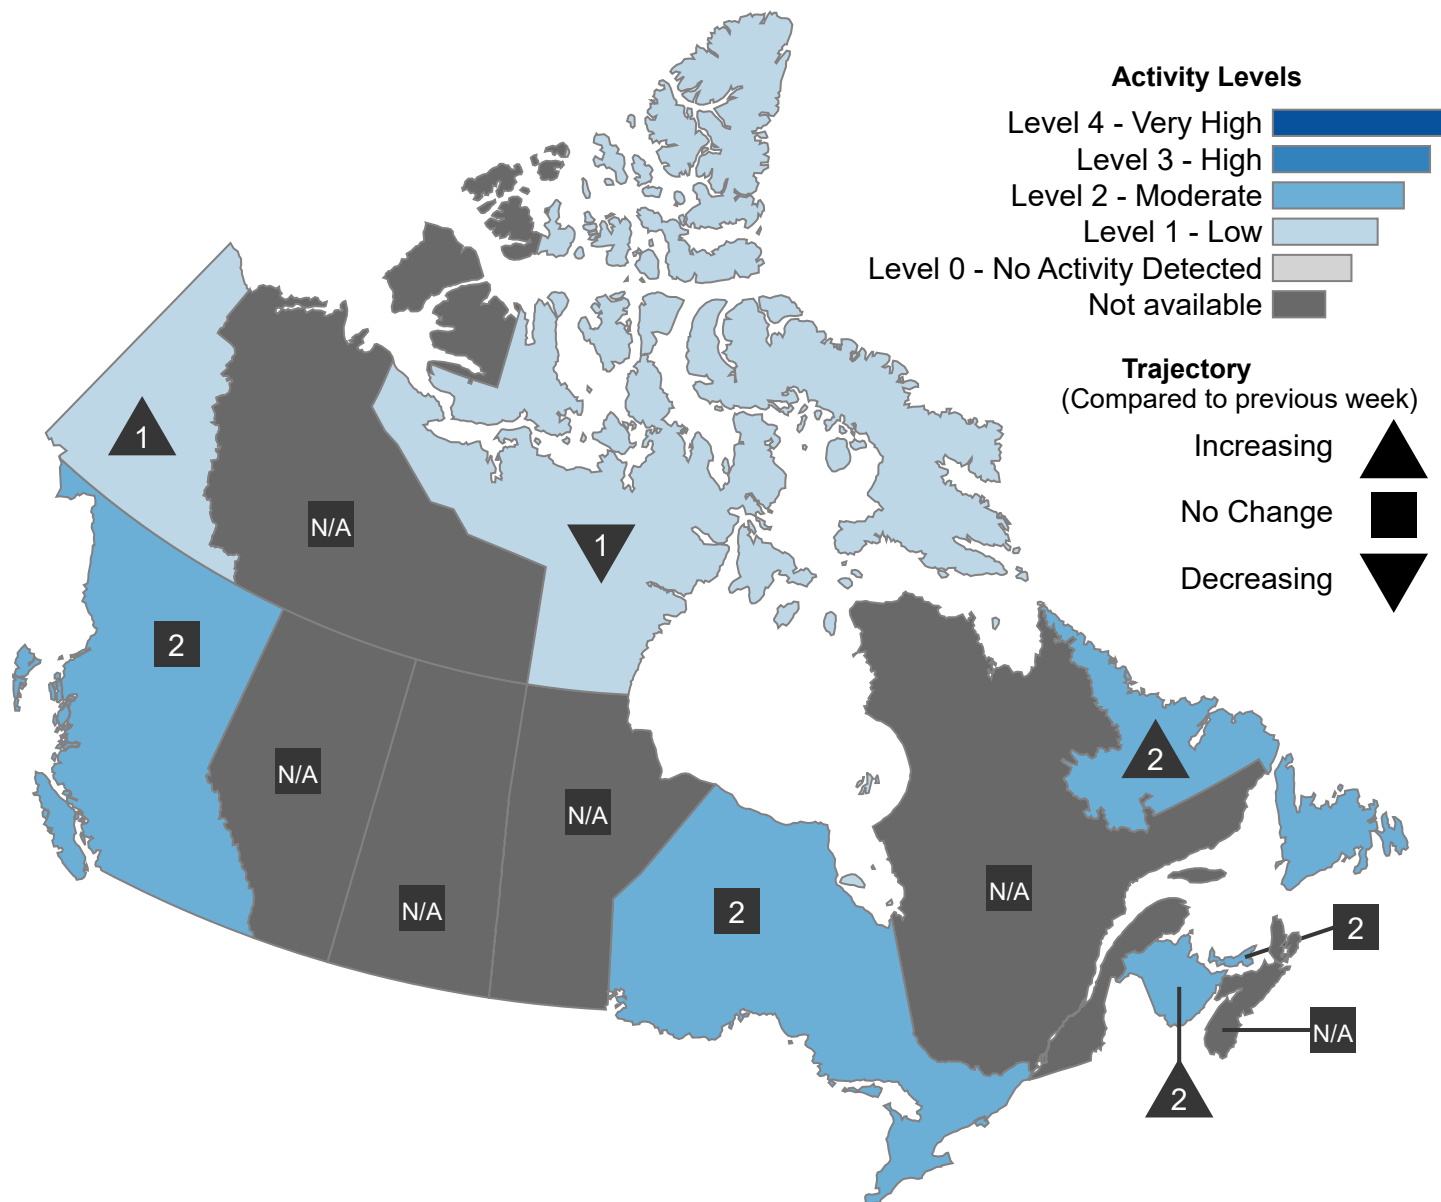 Activity Levels
Level 4 - Very High
Level 3 - High
Level 2 - Moderate
Level 1 - Low
Level 0 - No Activity Detected
Not available
Trajectory
(Compared to previous week)
Increasing
No Change
Decreasing
1
N/A
1
2
N/A
N/A
N/A
2
N/A
2
2
N/A
2